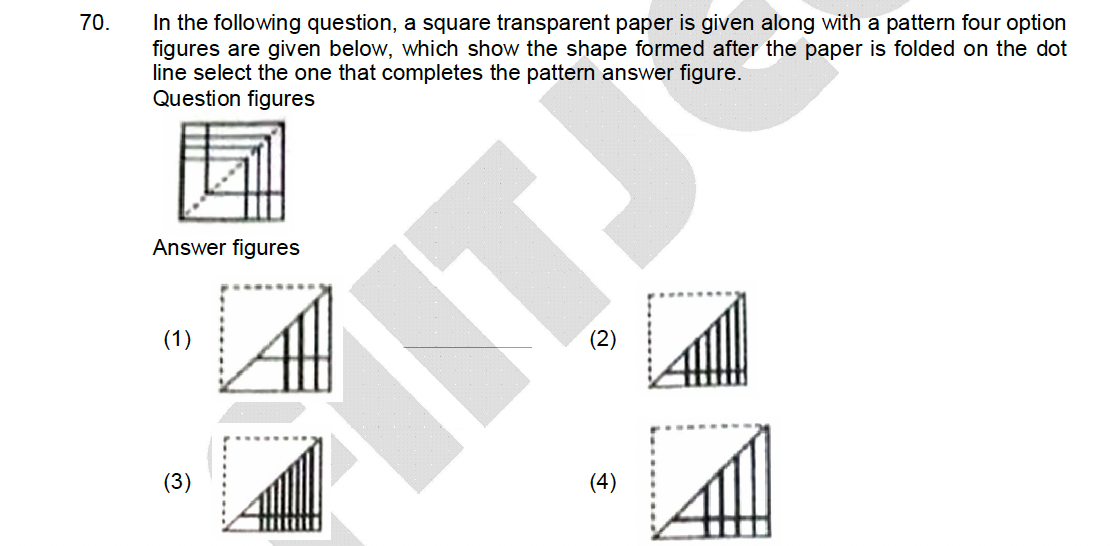 70. In the following question, a square transparent paper is given along with a pattern four option
figures are given below, which show the shape formed after the paper is folded on the dot
line select the one that completes the pattern answer figure.
Question figures
Answer figures
(1) (2)
(3) (4)
FIITJEE